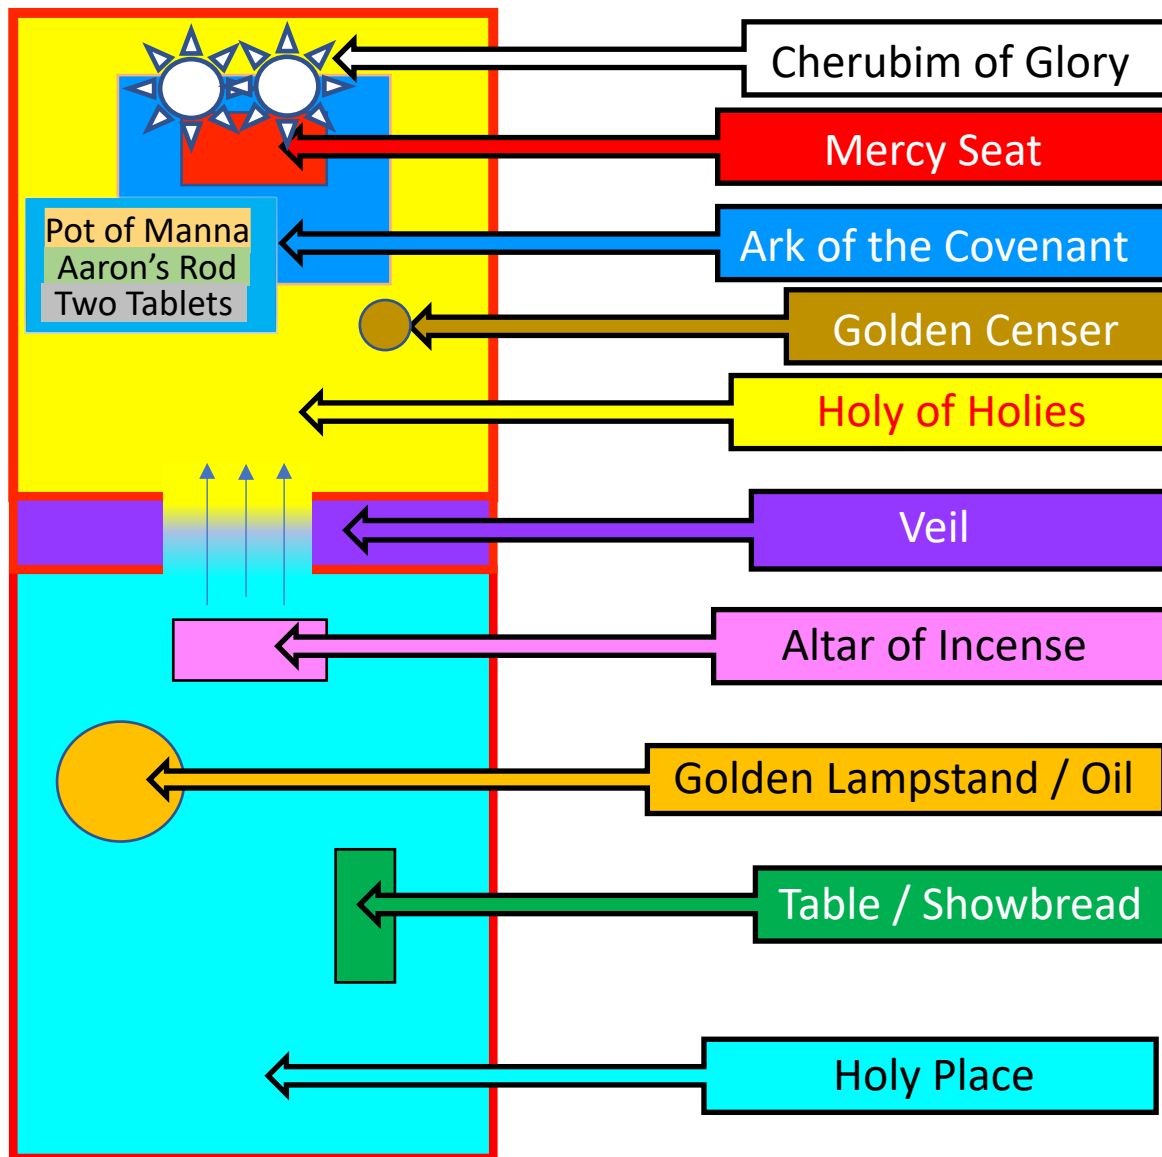 Cherubim of Glory
Mercy Seat
Pot of Manna
Aaron’s Rod
Two Tablets
Ark of the Covenant
Golden Censer
Holy of Holies
Veil
Altar of Incense
Golden Lampstand / Oil
Table / Showbread
Holy Place